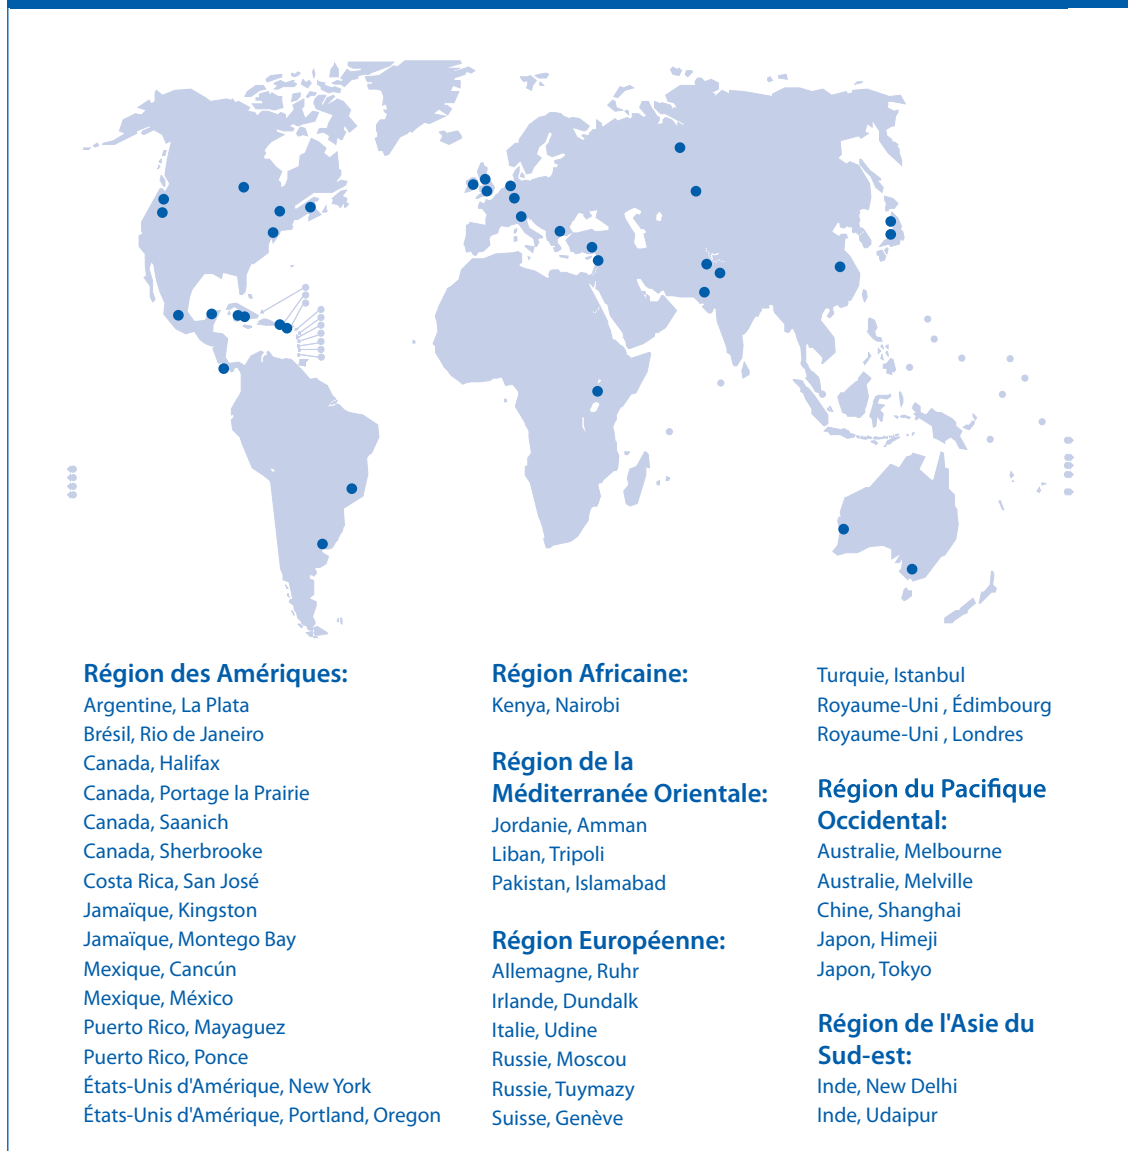 Région des Amériques:
Argentine, La Plata
Brésil, Rio de Janeiro
Canada, Halifax
Canada, Portage la Prairie
Canada, Saanich
Canada, Sherbrooke
Costa Rica, San José
Jamaïque, Kingston
Jamaïque, Montego Bay
Mexique, Cancún
Mexique, México
Puerto Rico, Mayaguez
Puerto Rico, Ponce
États-Unis d'Amérique, New York
États-Unis d'Amérique, Portland, Oregon
Région Africaine:
Kenya, Nairobi
Région de la
Méditerranée Orientale:
Jordanie, Amman
Liban, Tripoli
Pakistan, Islamabad
Région Européenne:
Allemagne, Ruhr
Irlande, Dundalk
Italie, Udine
Russie, Moscou
Russie, Tuymazy
Suisse, Genève
Turquie, Istanbul
Royaume-Uni , Édimbourg
Royaume-Uni , Londres
Région du Pacifique
Occidental:
Australie, Melbourne
Australie, Melville
Chine, Shanghai
Japon, Himeji
Japon, Tokyo
Région de l'Asie du
Sud-est:
Inde, New Delhi
Inde, Udaipur